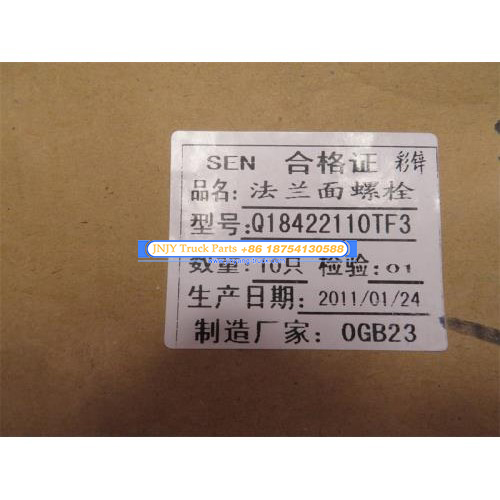 SEN 合格证 彩锌
品名: 法兰面螺栓
型号: Q18422110TF3
JNJY Truck Parts +86 18754130588
数量: 10只 检验: 01
生产日期: 2011/01/24
制造厂家: 0GB23